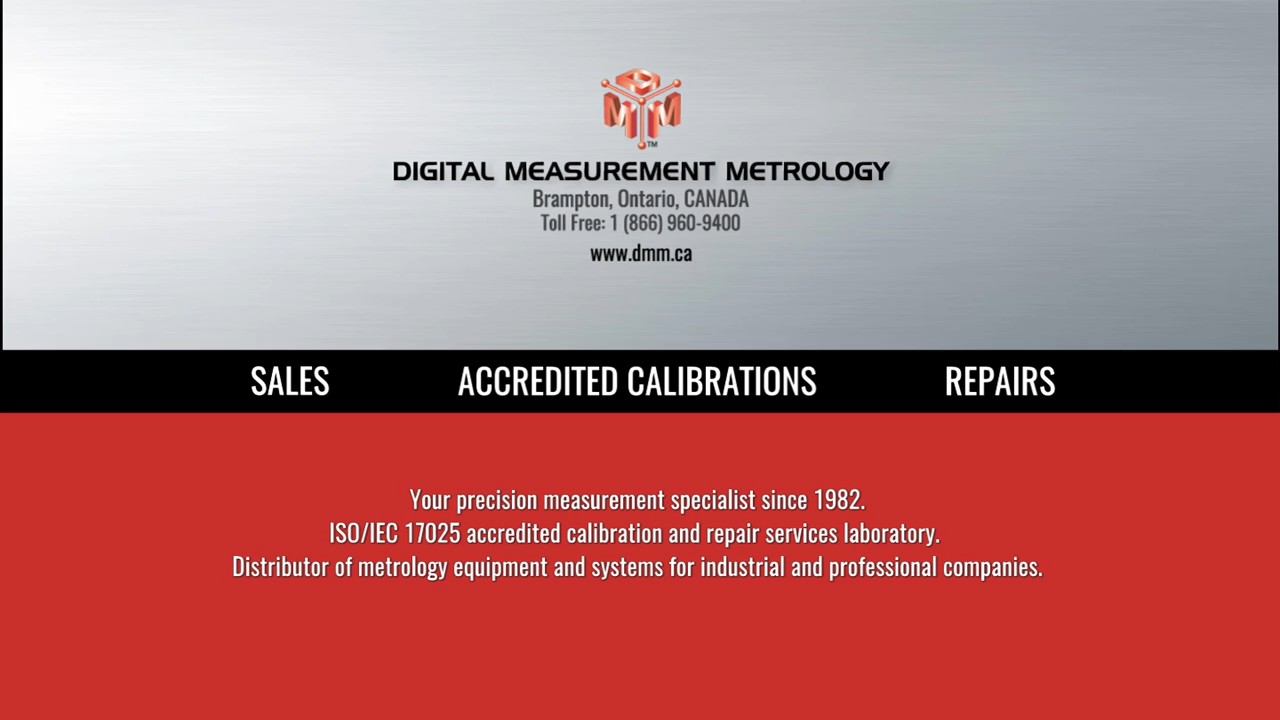 DMM
TM
DIGITAL MEASUREMENT METROLOGY
Brampton, Ontario, CANADA
Toll Free: 1 (866) 960-9400
www.dmm.ca
SALES ACCREDITED CALIBRATIONS REPAIRS
Your precision measurement specialist since 1982.
ISO/IEC 17025 accredited calibration and repair services laboratory.
Distributor of metrology equipment and systems for industrial and professional companies.